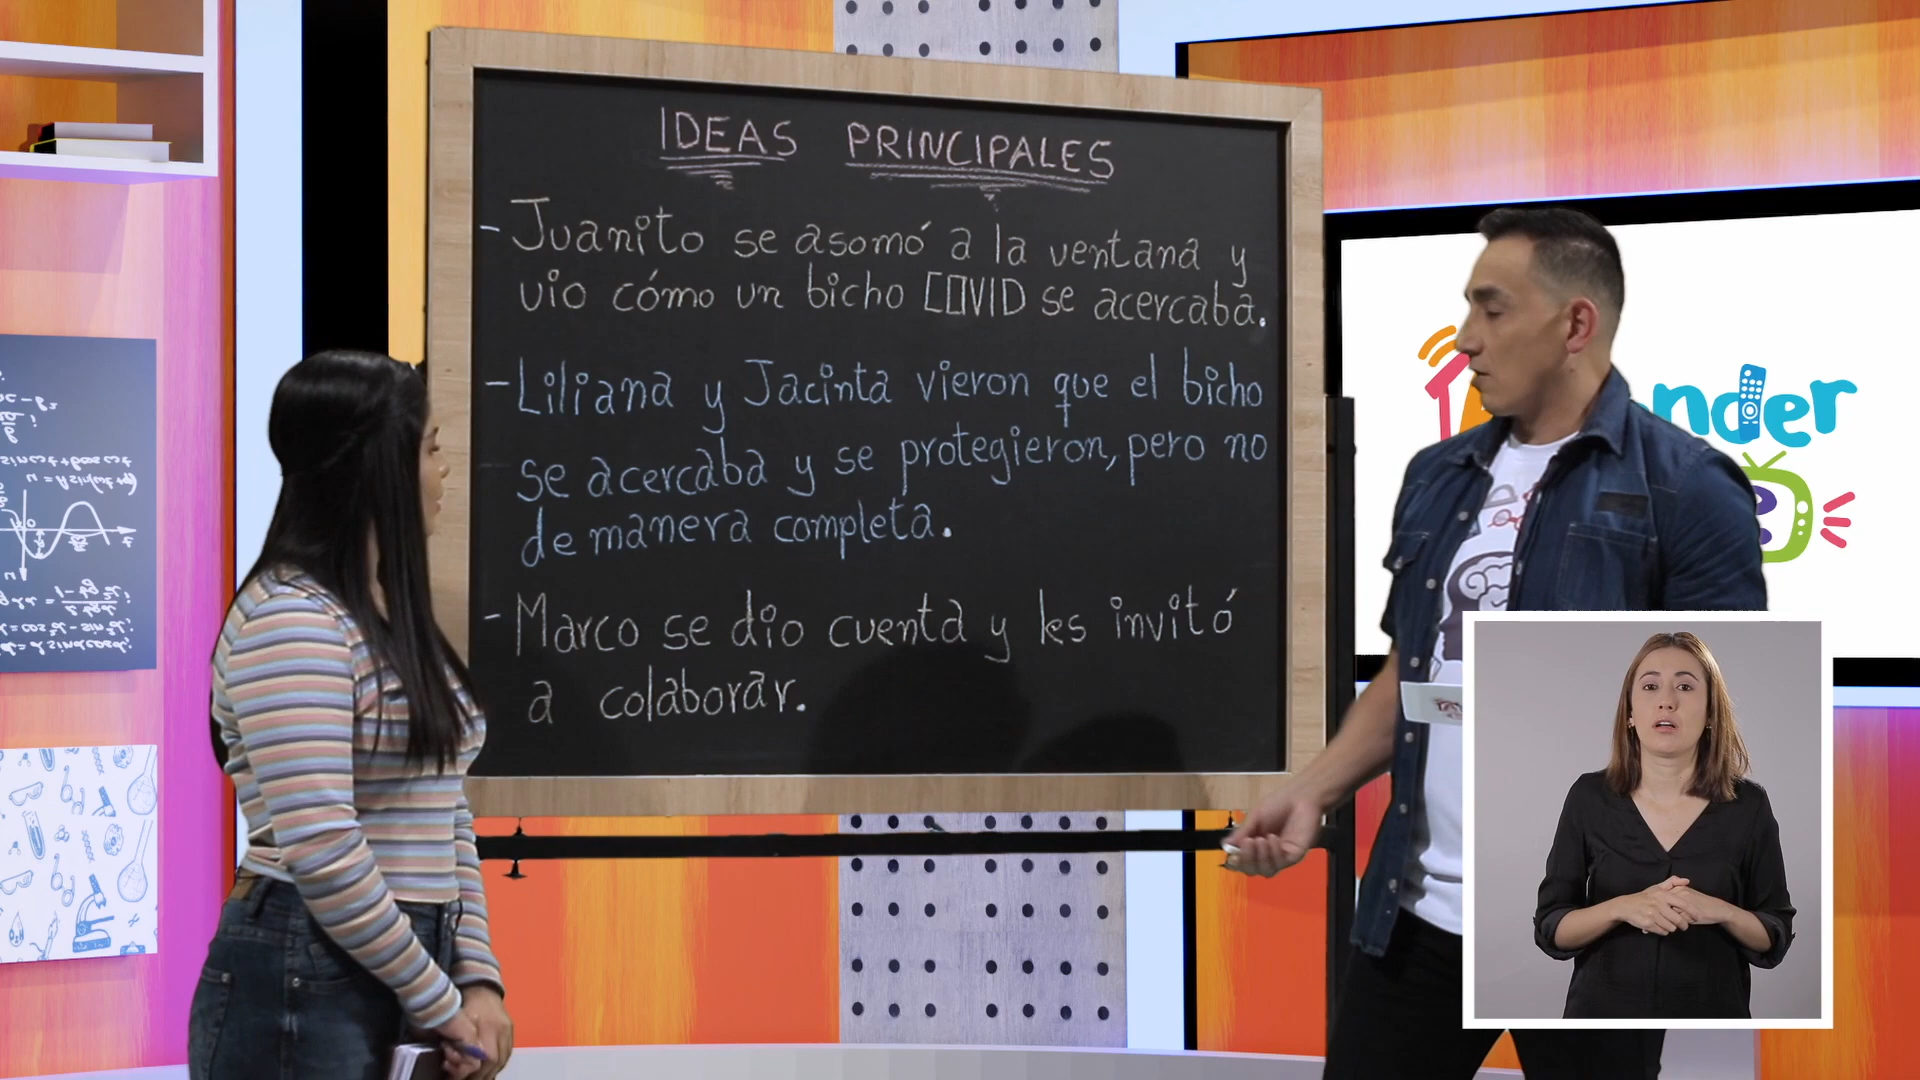 IDEAS PRINCIPALES
- Juanito se asomó a la ventana y
vio cómo un bicho COVID se acercaba.
- Liliana y Jacinta vieron que el bicho
se acercaba y se protegieron, pero no
de manera completa.
- Marco se dio cuenta y les invitó
a colaborar.
nder